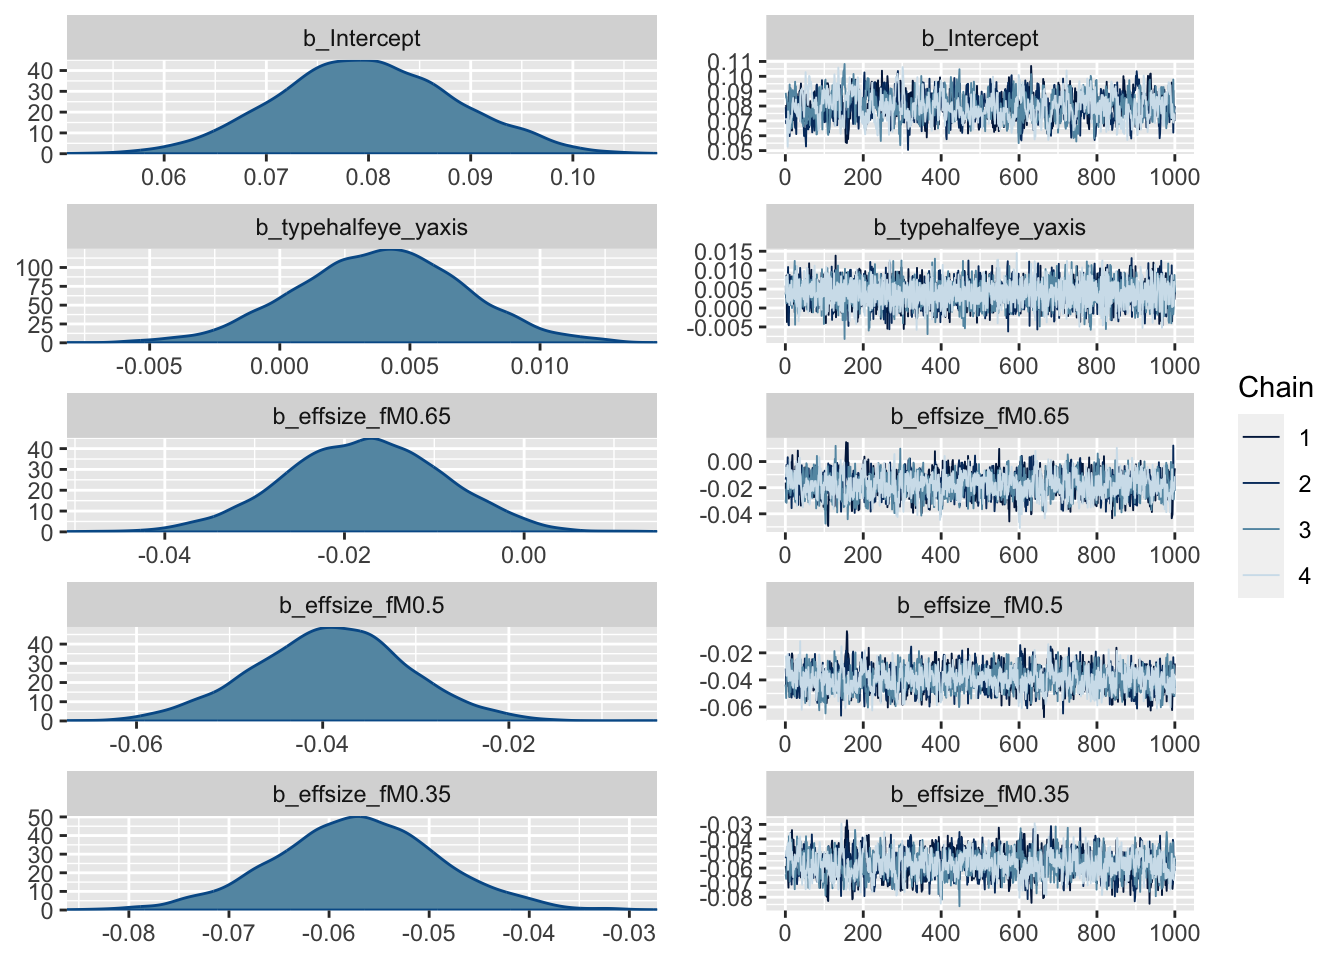 b_Intercept
40
30
20
10
0
0.06 0.07 0.08 0.09 0.10
b_Intercept
0.11
0.10
0.09
0.08
0.07
0.06
0.05
0 200 400 600 800 1000
b_typehalfeye_yaxis
100
75
50
25
0
-0.005 0.000 0.005 0.010
b_typehalfeye_yaxis
0.015
0.010
0.005
0.000
-0.005
0 200 400 600 800 1000
b_effsize_fM0.65
40
30
20
10
0
-0.04 -0.02 0.00
b_effsize_fM0.65
0.00
-0.02
-0.04
0 200 400 600 800 1000
b_effsize_fM0.5
40
30
20
10
0
-0.06 -0.04 -0.02
b_effsize_fM0.5
-0.02
-0.04
-0.06
0 200 400 600 800 1000
b_effsize_fM0.35
50
40
30
20
10
0
-0.08 -0.07 -0.06 -0.05 -0.04 -0.03
b_effsize_fM0.35
-0.03
-0.04
-0.05
-0.06
-0.07
-0.08
0 200 400 600 800 1000
Chain
1
2
3
4